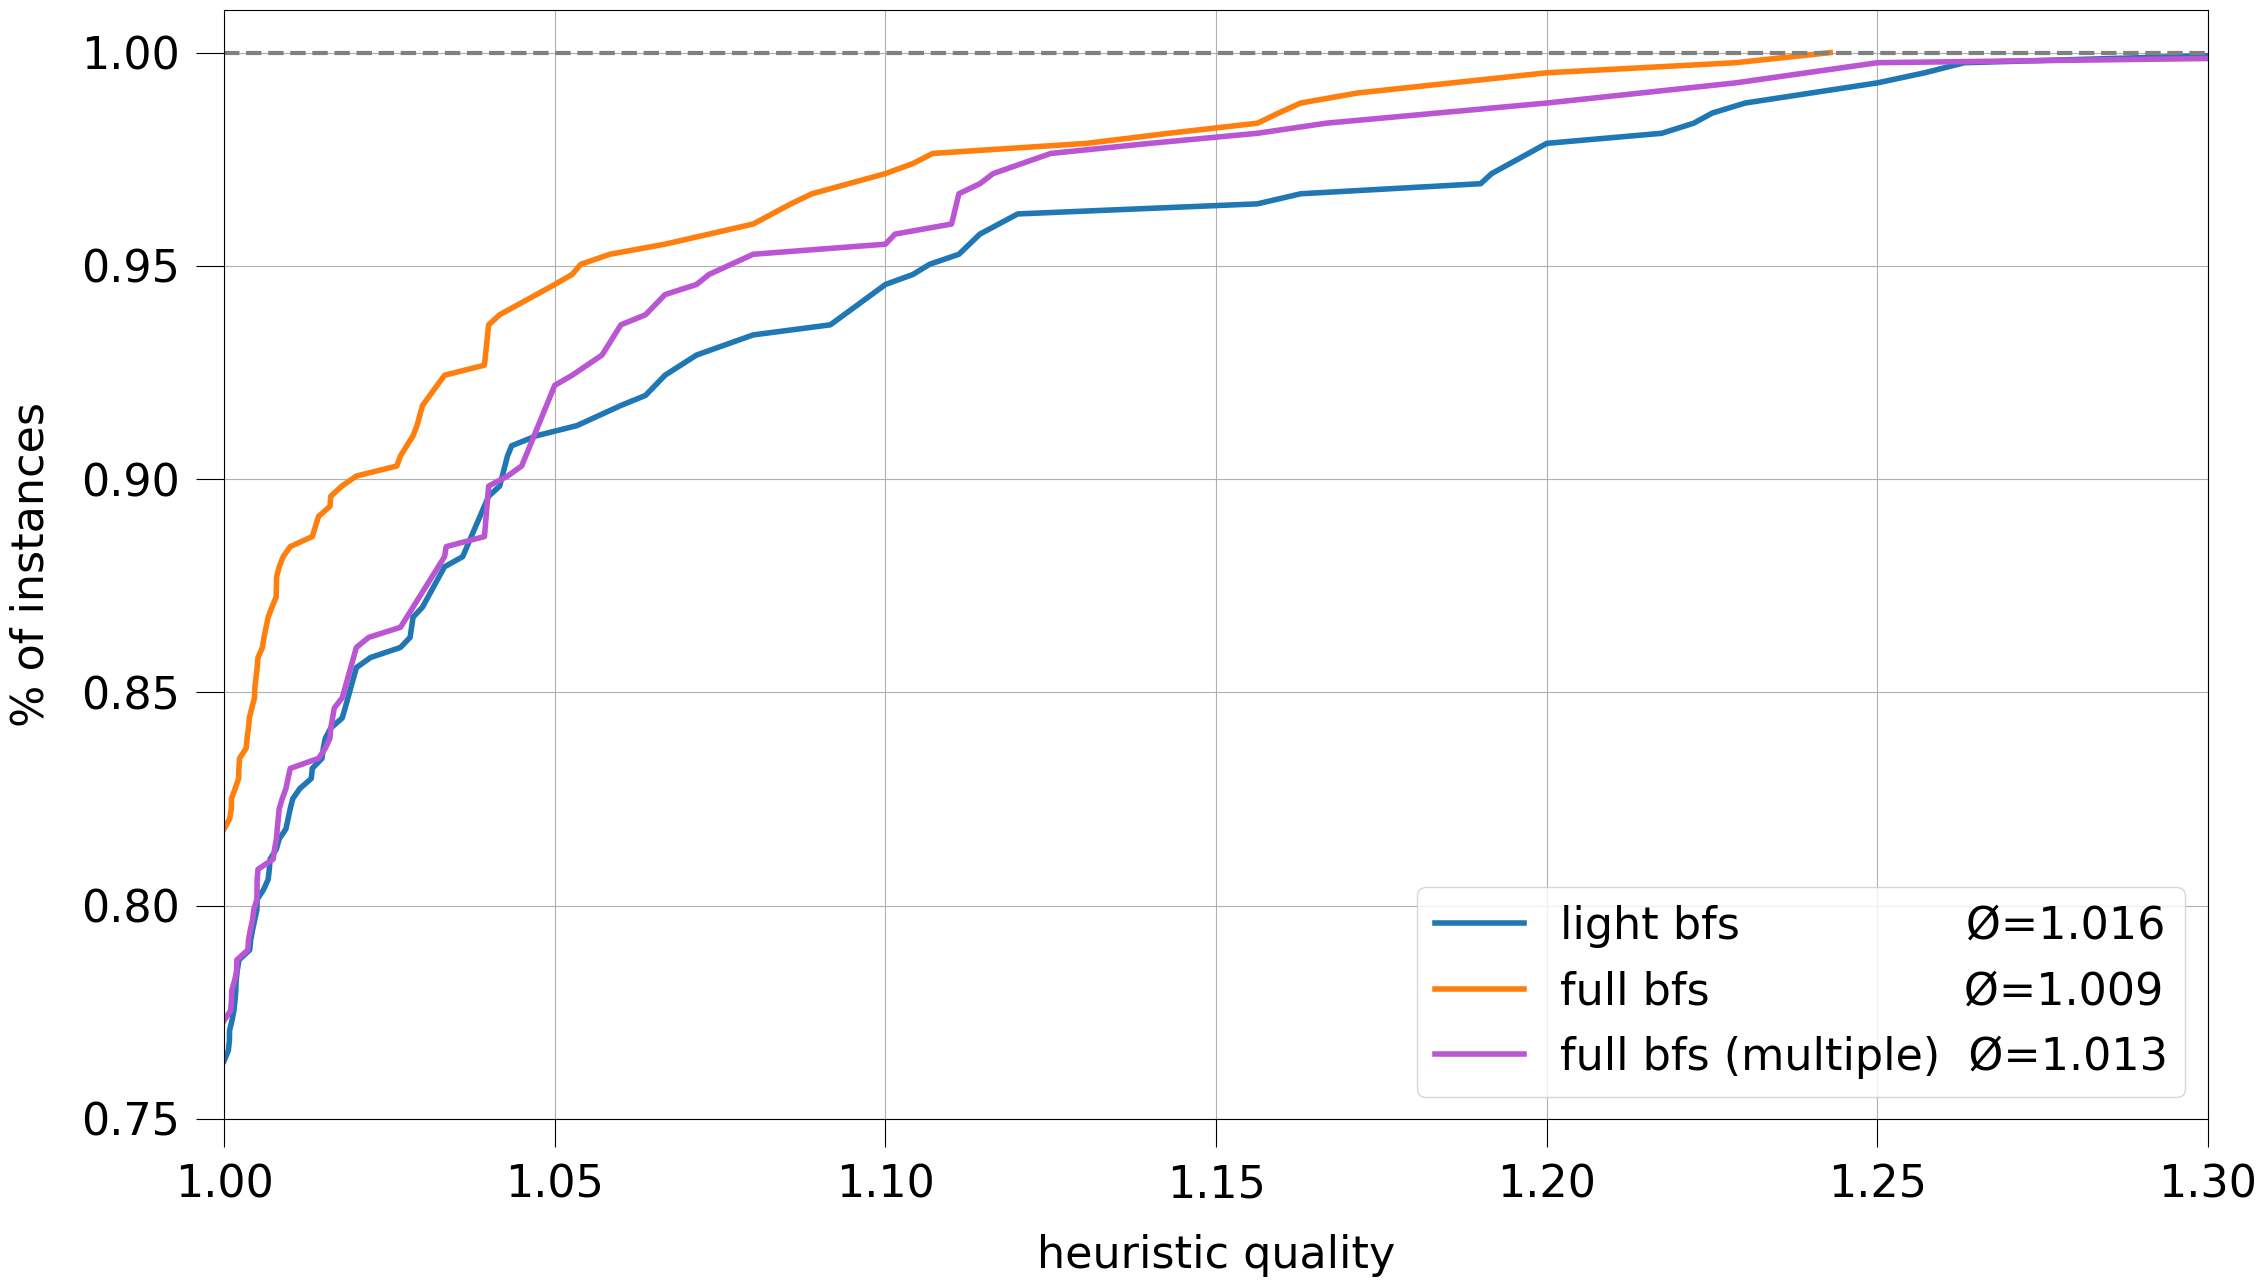 1.00
0.95
0.90
0.85
0.80
0.75
% of instances
1.00 1.05 1.10 1.15 1.20 1.25 1.30
heuristic quality
light bfs Ø=1.016
full bfs Ø=1.009
full bfs (multiple) Ø=1.013